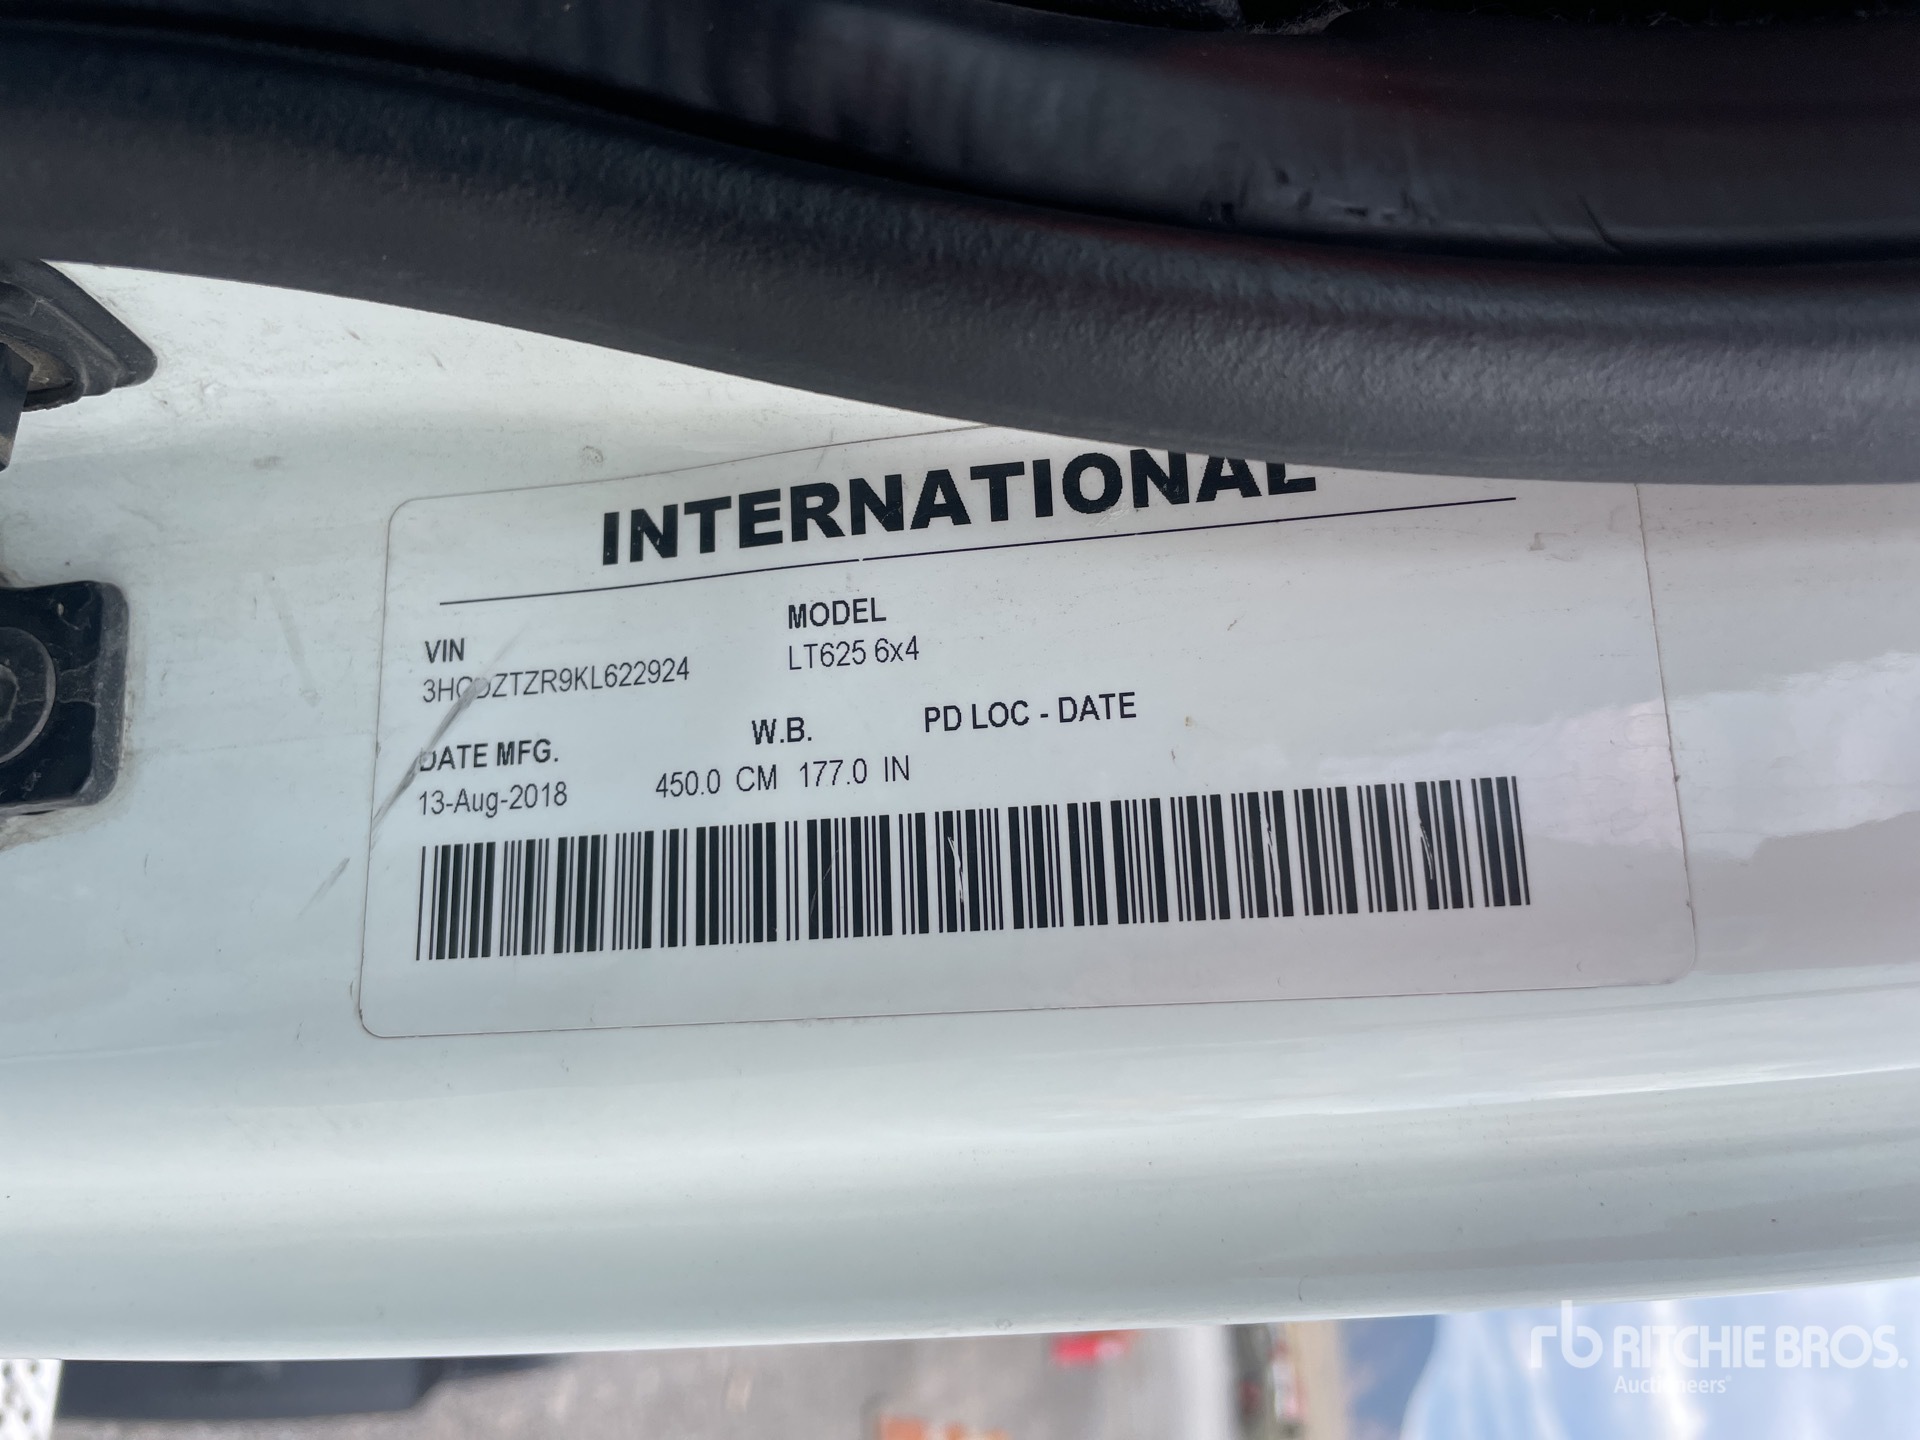 INTERNATIONAL
VIN
MODEL
LT625 6x4
DATE MFG.
13-Aug-2018
W.B.
450.0 CM 177.0 IN
PD LOC - DATE
rb RITCHIE BROS.
Auctioneers